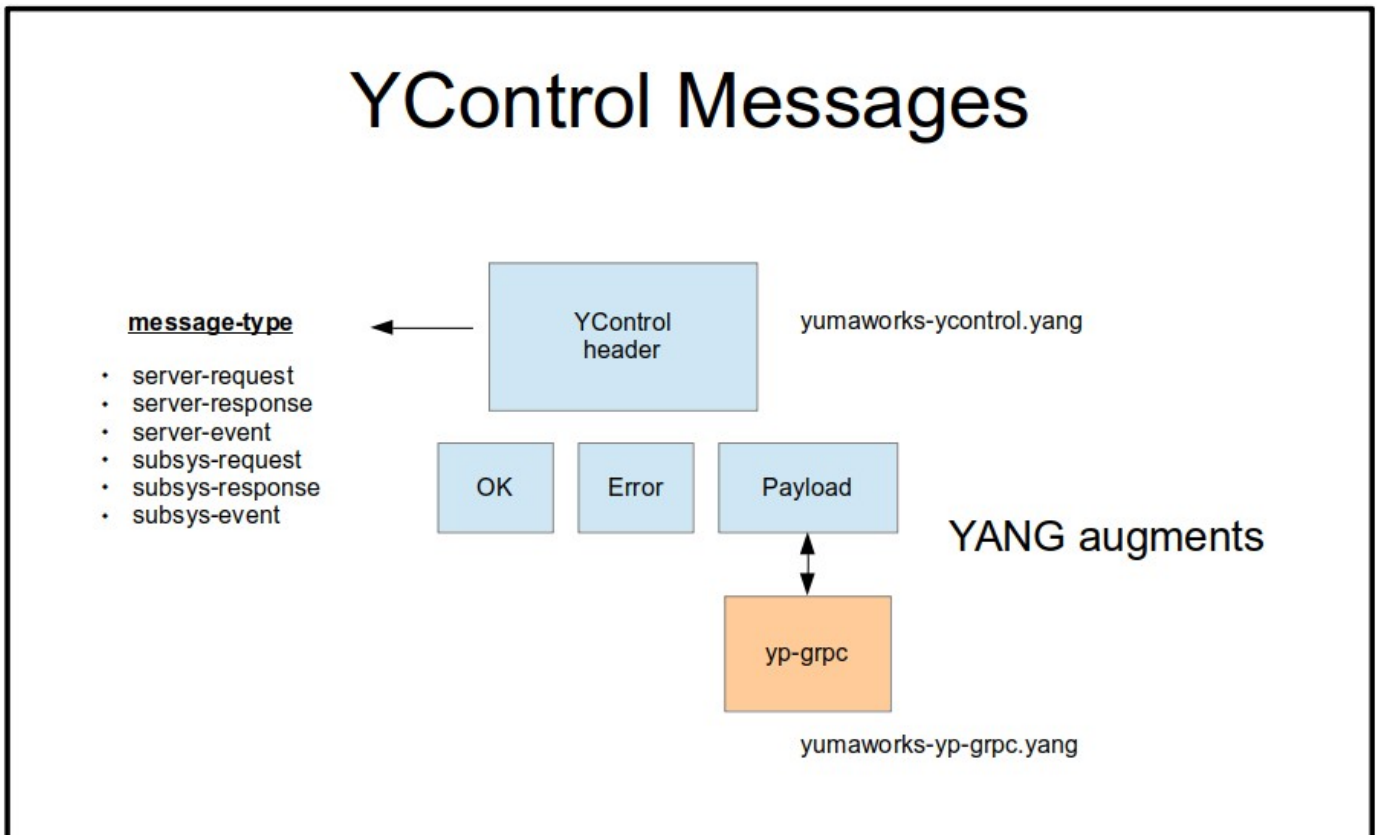 YControl Messages
YControl
header
yumaworks-ycontrol.yang
message-type
• server-request
• server-response
• server-event
• subsys-request
• subsys-response
• subsys-event
OK
Error
Payload
YANG augments
yp-grpc
yumaworks-yp-grpc.yang